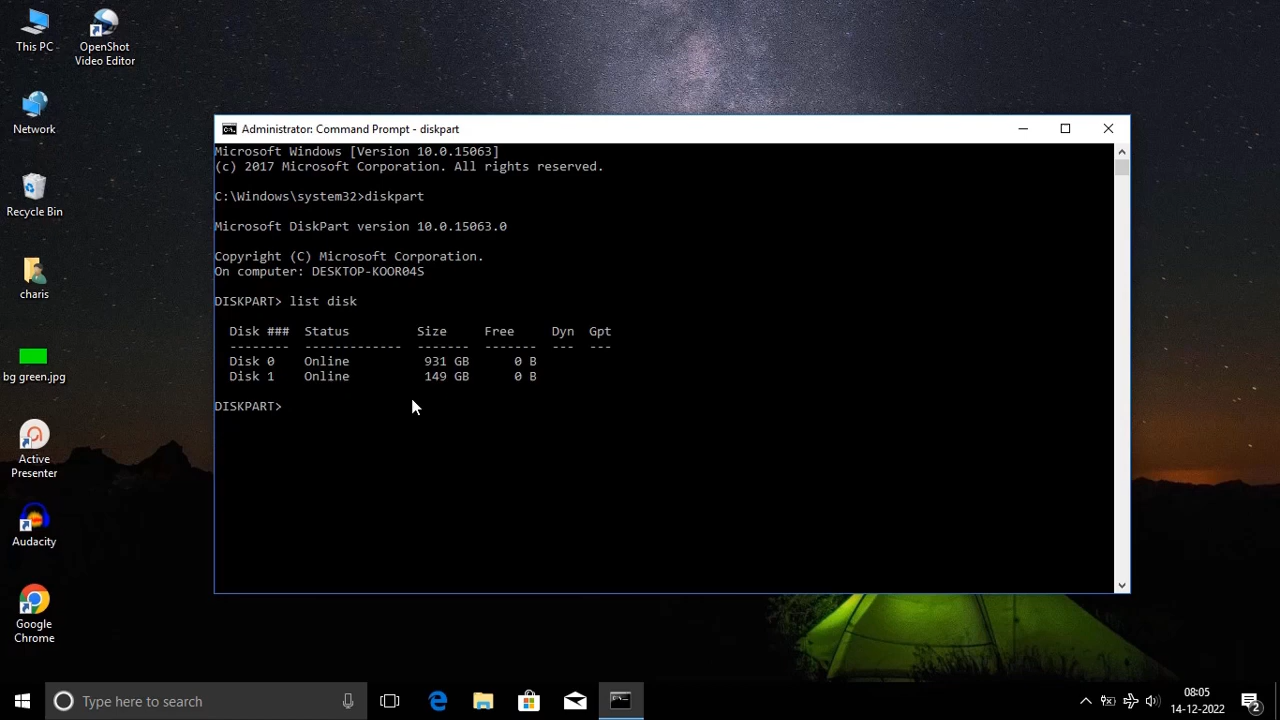 This PC
OpenShot
Video Editor
Network
Recycle Bin
charis
bg green.jpg
Active
Presenter
Audacity
Google
Chrome
Administrator: Command Prompt - diskpart
Microsoft Windows [Version 10.0.15063]
(c) 2017 Microsoft Corporation. All rights reserved.
C:\Windows\system32>diskpart
Microsoft DiskPart version 10.0.15063.0
Copyright (C) Microsoft Corporation.
On computer: DESKTOP-KOOR04S
DISKPART> list disk
Disk ### Status Size Free Dyn Gpt
-------- ------------- ------- ------- --- ---
Disk 0 Online 931 GB 0 B
Disk 1 Online 149 GB 0 B
DISKPART>
Type here to search
08:05
14-12-2022
2